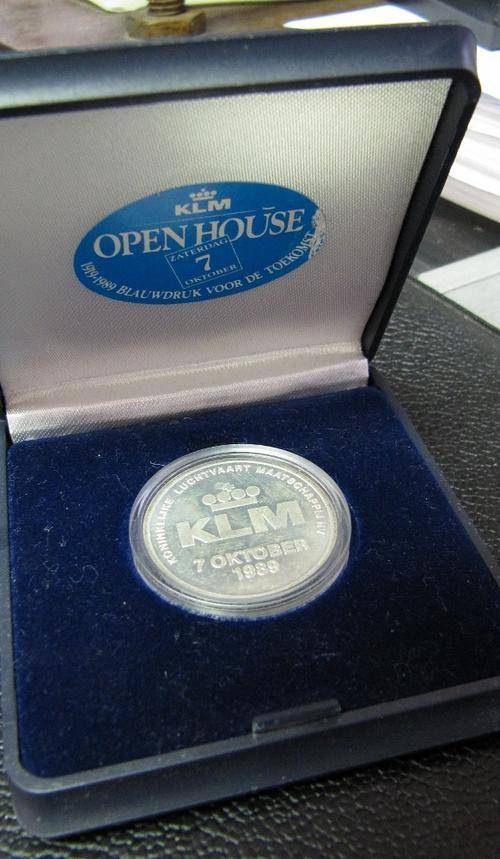 KLM
OPEN HOUSE
ZATERDAG
7
OKTOBER
1919-1989 BLAUWDRUK VOOR DE TOEKOMST
KONINKLIJKE LUCHTVAART MAATSCHAPPIJ NV
KLM
7 OKTOBER
1989